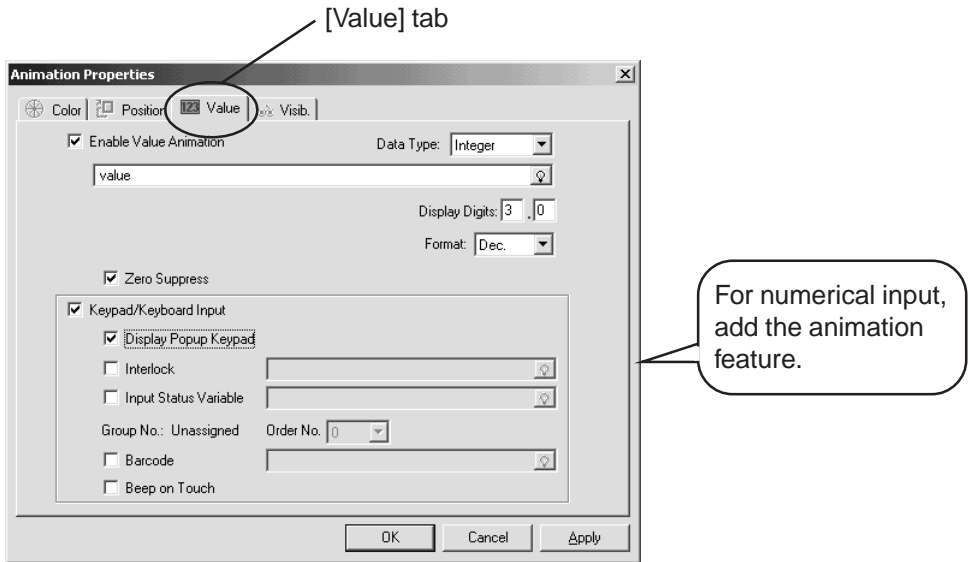 [Value] tab
Animation Properties
Color Position 123 Value Visib.
Enable Value Animation Data Type: Integer
value
Display Digits: 3 . 0
Format: Dec.
Zero Suppress
Keypad/Keyboard Input
Display Popup Keypad
Interlock
Input Status Variable
Group No.: Unassigned Order No. 0
Barcode
Beep on Touch
OK Cancel Apply
For numerical input,
add the animation
feature.